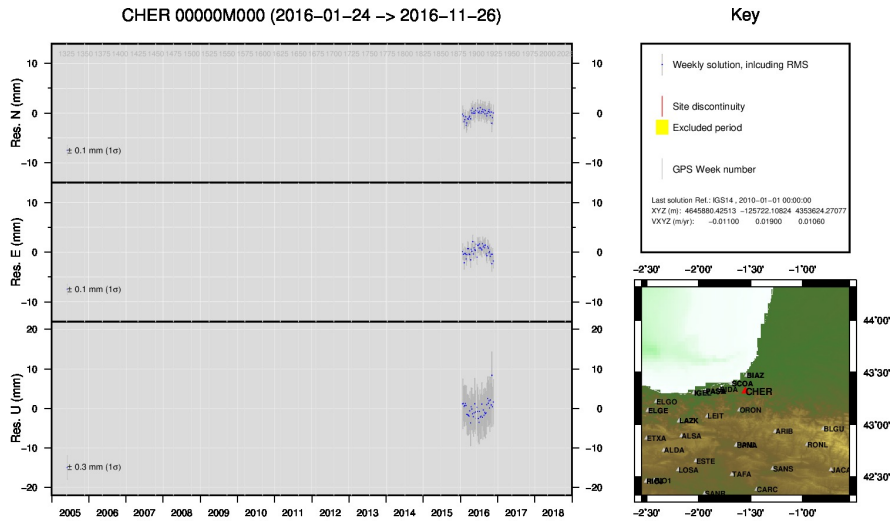 CHER 00000M000 (2016-01-24 -> 2016-11-26)
Key
Res. N (mm)
10
0
-10
± 0.1 mm (1σ)
Res. E (mm)
10
0
-10
± 0.1 mm (1σ)
Res. U (mm)
20
10
0
-10
-20
± 0.3 mm (1σ)
10
0
-10
10
0
-10
20
10
0
-10
-20
2005 2006 2007 2008 2009 2010 2011 2012 2013 2014 2015 2016 2017 2018
Weekly solution, inlcuding RMS
Site discontinuity
Excluded period
GPS Week number
Last solution Ref.: IGS14 , 2010-01-01 00:00:00
XYZ (m): 4645880.42513 -125722.10824 4353624.27077
VXYZ (m/yr): -0.01100 0.01900 0.01060
-2˚30' -2˚00' -1˚30' -1˚00'
44˚00'
43˚30'
43˚00'
42˚30'
SCOA
CHER
ELGO
ELGE
LEIT
ORON
LAZK
ARIB
BLGU
ETXA
ALSA
RONL
ALDA
ESTE
LOSA
TAFA
SANS
JACA
CARC
-2˚30' -2˚00' -1˚30' -1˚00'